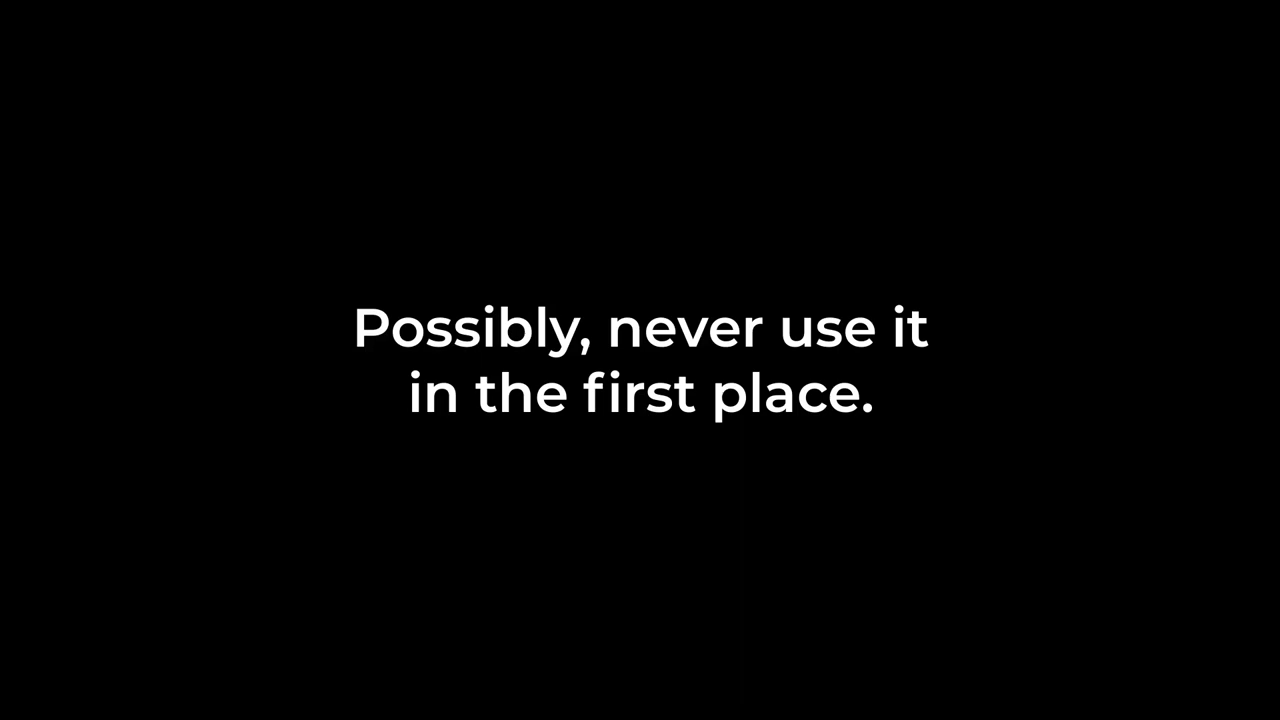 Possibly, never use it
in the first place.